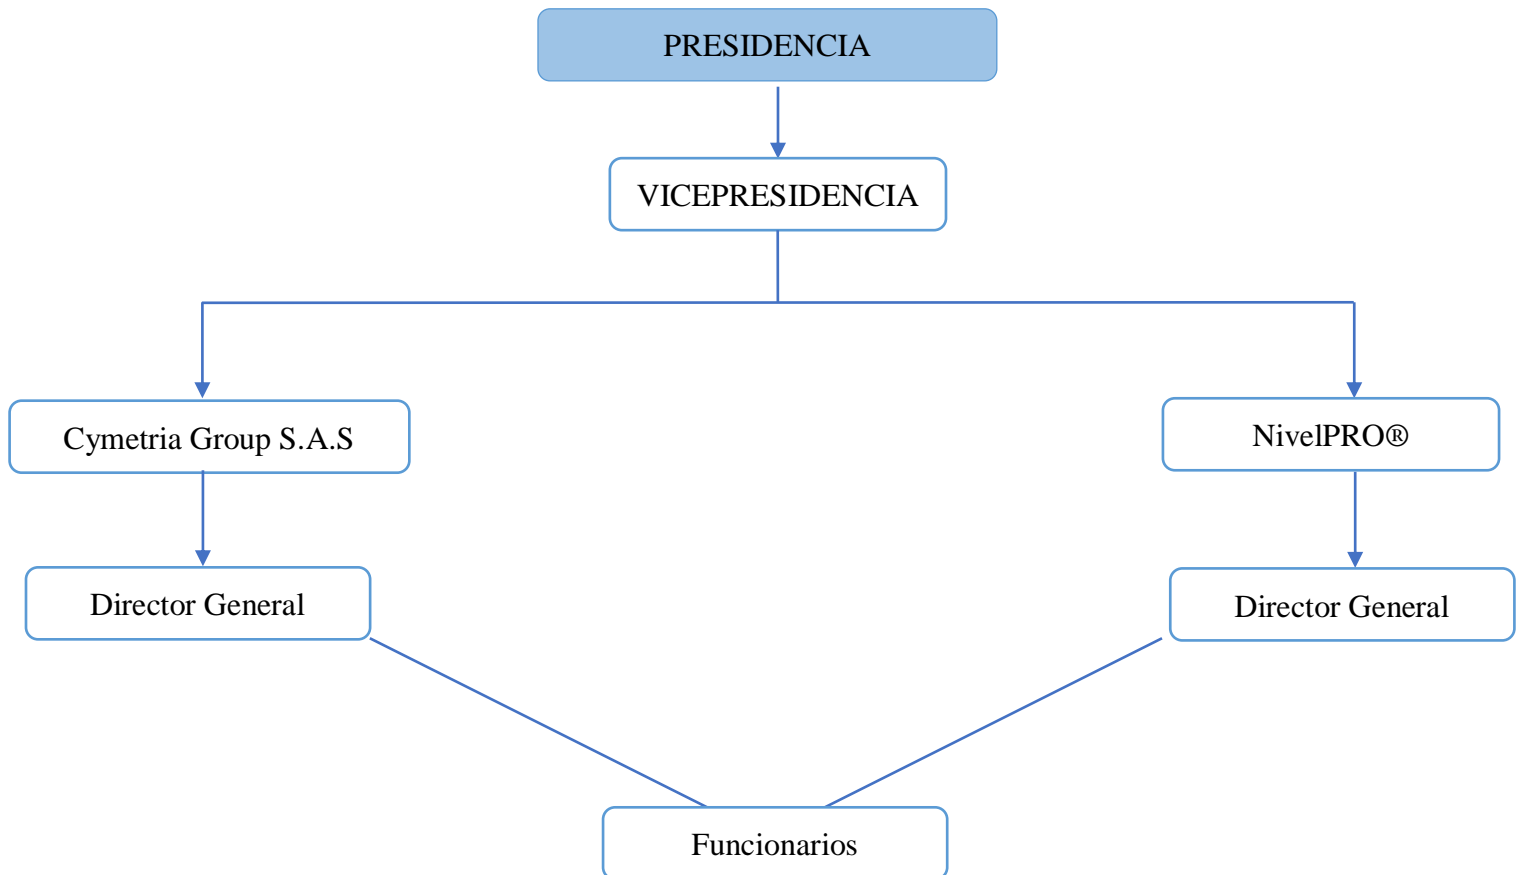 PRESIDENCIA
VICEPRESIDENCIA
Cymetria Group S.A.S
NivelPRO®
Director General
Director General
Funcionarios